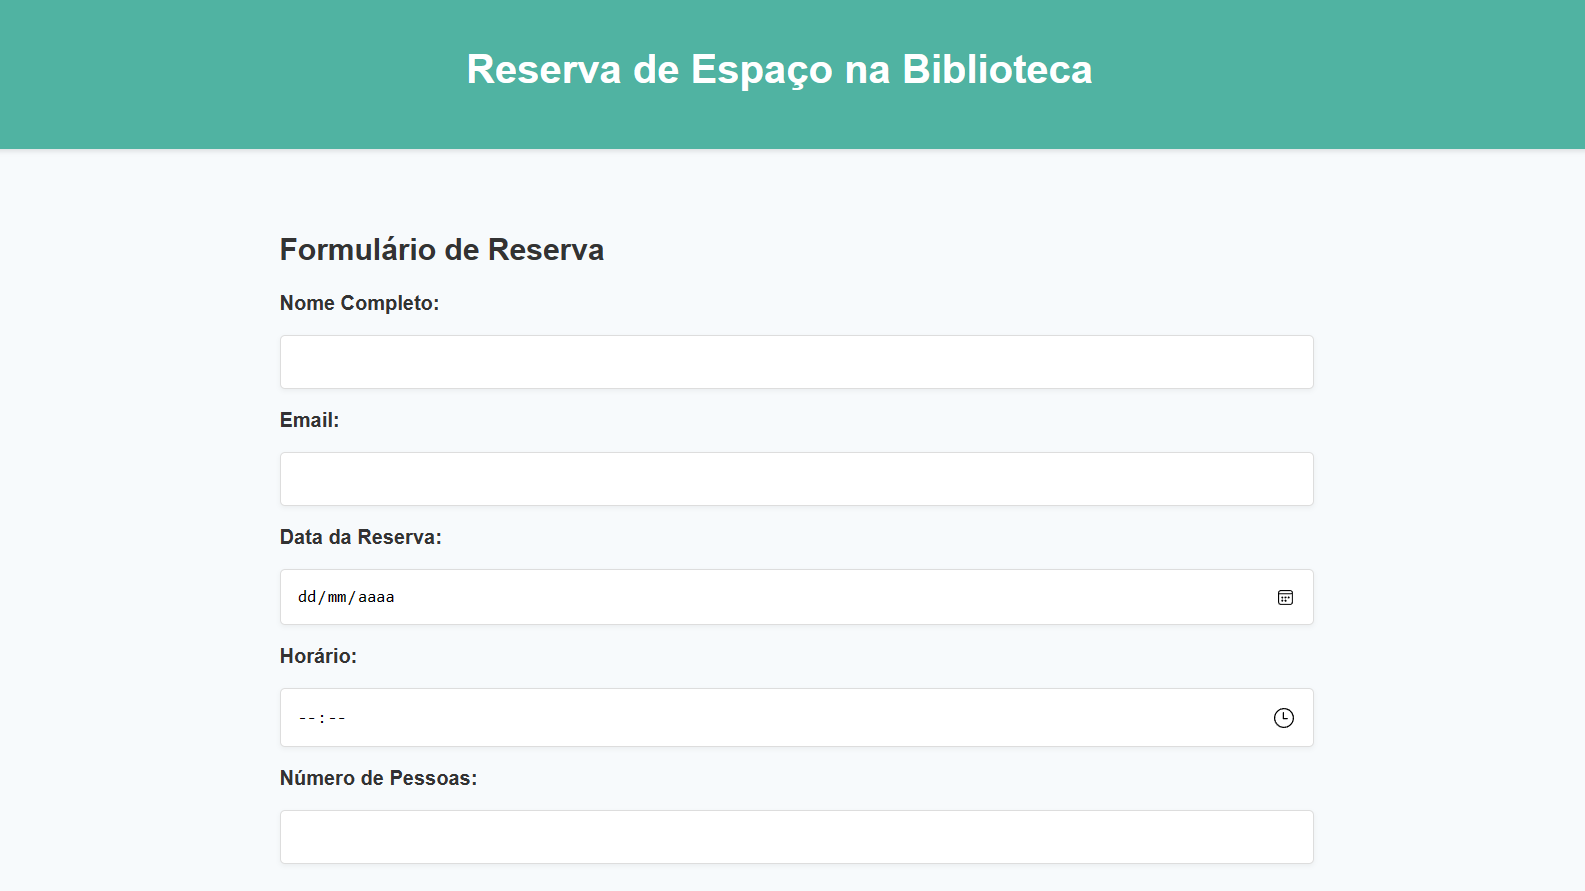 Reserva de Espaço na Biblioteca
Formulário de Reserva
Nome Completo:
Email:
Data da Reserva:
dd/mm/aaaa
Horário:
--:--
Número de Pessoas: